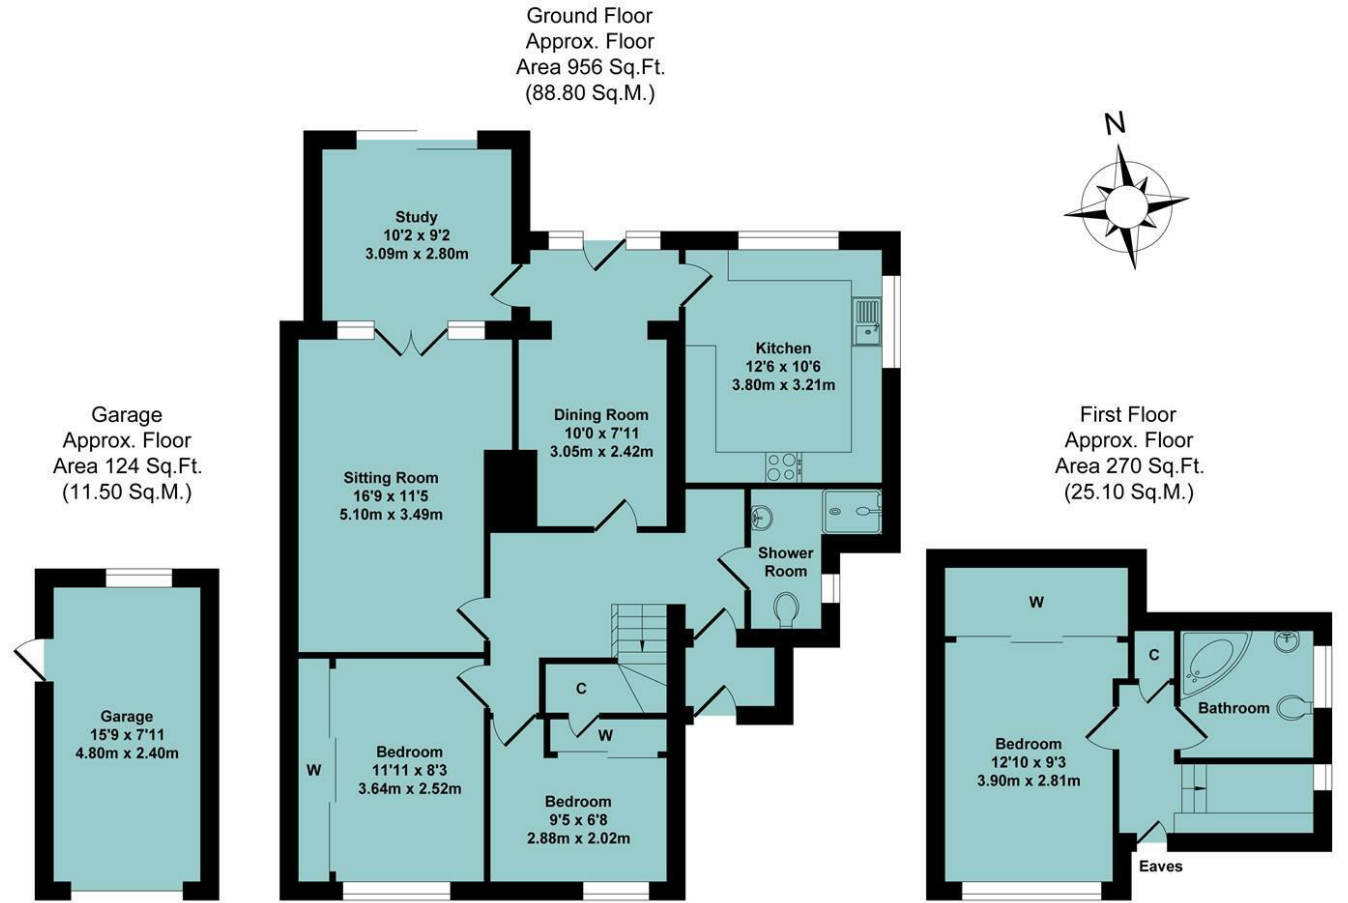 Ground Floor
Approx. Floor
Area 956 Sq.Ft.
(88.80 Sq.M.)
N
Study
10'2 x 9'2
3.09m x 2.80m
Kitchen
12'6 x 10'6
3.80m x 3.21m
Dining Room
10'0 x 7'11
3.05m x 2.42m
Sitting Room
16'9 x 11'5
5.10m x 3.49m
Shower
Room
C
W
W
Bedroom
11'11 x 8'3
3.64m x 2.52m
Bedroom
9'5 x 6'8
2.88m x 2.02m
Garage
Approx. Floor
Area 124 Sq.Ft.
(11.50 Sq.M.)
Garage
15'9 x 7'11
4.80m x 2.40m
First Floor
Approx. Floor
Area 270 Sq.Ft.
(25.10 Sq.M.)
W
C
Bathroom
Bedroom
12'10 x 9'3
3.90m x 2.81m
Eaves